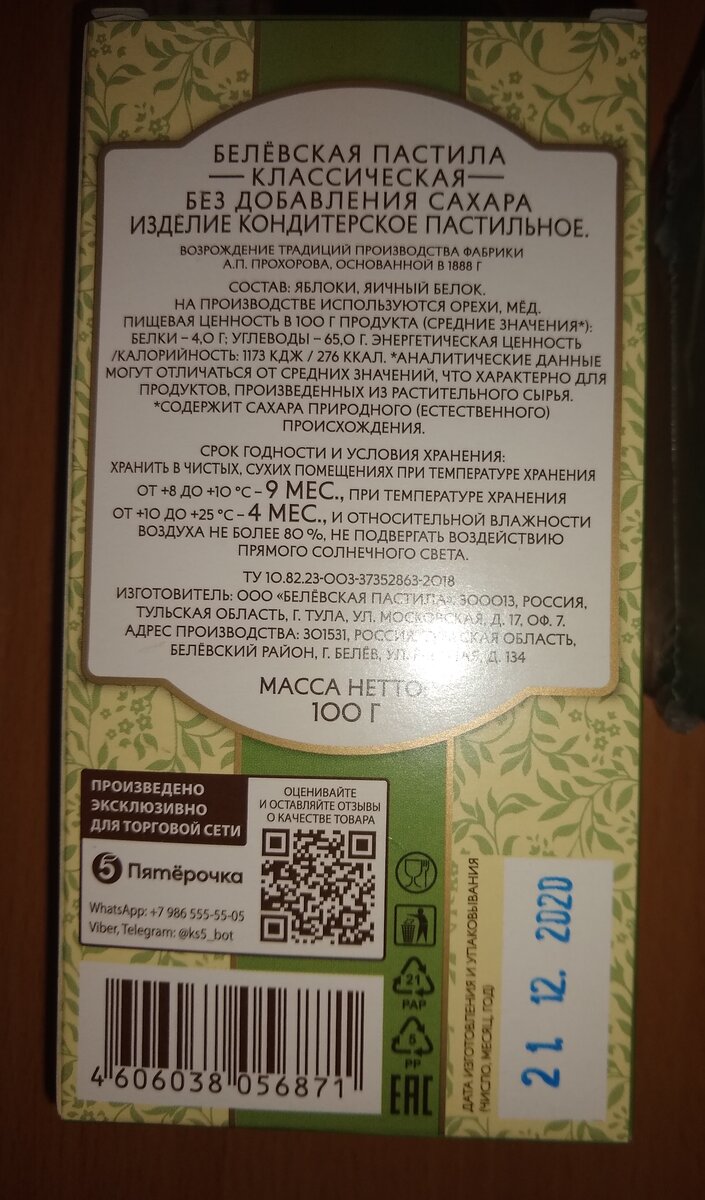 БЕЛЁВСКАЯ ПАСТИЛА
— КЛАССИЧЕСКАЯ —
БЕЗ ДОБАВЛЕНИЯ САХАРА
ИЗДЕЛИЕ КОНДИТЕРСКОЕ ПАСТИЛЬНОЕ.
ВОЗРОЖДЕНИЕ ТРАДИЦИЙ ПРОИЗВОДСТВА ФАБРИКИ
А.П. ПРОХОРОВА, ОСНОВАННОЙ В 1888 Г
СОСТАВ: ЯБЛОКИ, ЯИЧНЫЙ БЕЛОК.
НА ПРОИЗВОДСТВЕ ИСПОЛЬЗУЮТСЯ ОРЕХИ, МЁД.
ПИЩЕВАЯ ЦЕННОСТЬ В 100 Г ПРОДУКТА (СРЕДНИЕ ЗНАЧЕНИЯ*):
БЕЛКИ – 4,0 Г; УГЛЕВОДЫ – 65,0 Г. ЭНЕРГЕТИЧЕСКАЯ ЦЕННОСТЬ
/КАЛОРИЙНОСТЬ: 1173 КДЖ / 276 ККАЛ. *АНАЛИТИЧЕСКИЕ ДАННЫЕ
МОГУТ ОТЛИЧАТЬСЯ ОТ СРЕДНИХ ЗНАЧЕНИЙ, ЧТО ХАРАКТЕРНО ДЛЯ
ПРОДУКТОВ, ПРОИЗВЕДЕННЫХ ИЗ РАСТИТЕЛЬНОГО СЫРЬЯ.
*СОДЕРЖИТ САХАРА ПРИРОДНОГО (ЕСТЕСТВЕННОГО)
ПРОИСХОЖДЕНИЯ.
СРОК ГОДНОСТИ И УСЛОВИЯ ХРАНЕНИЯ:
ХРАНИТЬ В ЧИСТЫХ, СУХИХ ПОМЕЩЕНИЯХ ПРИ ТЕМПЕРАТУРЕ ХРАНЕНИЯ
ОТ +8 ДО +10 °С – 9 МЕС., ПРИ ТЕМПЕРАТУРЕ ХРАНЕНИЯ
ОТ +10 ДО +25 °С – 4 МЕС., И ОТНОСИТЕЛЬНОЙ ВЛАЖНОСТИ
ВОЗДУХА НЕ БОЛЕЕ 80 %, НЕ ПОДВЕРГАТЬ ВОЗДЕЙСТВИЮ
ПРЯМОГО СОЛНЕЧНОГО СВЕТА.
ТУ 10.82.23-003-37352863-2018
ИЗГОТОВИТЕЛЬ: ООО «БЕЛЁВСКАЯ ПАСТИЛА», 300013, РОССИЯ,
ТУЛЬСКАЯ ОБЛАСТЬ, Г. ТУЛА, УЛ. МОСКОВСКАЯ, Д. 17, ОФ. 7.
АДРЕС ПРОИЗВОДСТВА: 301531, РОССИЯ, ТУЛЬСКАЯ ОБЛАСТЬ,
БЕЛЁВСКИЙ РАЙОН, Г. БЕЛЁВ, УЛ. Д. 134
МАССА НЕТТО:
100 Г
ПРОИЗВЕДЕНО
ЭКСКЛЮЗИВНО
ДЛЯ ТОРГОВОЙ СЕТИ
5 Пятёрочка
WhatsApp: +7 986 555-55-05
Viber, Telegram: @ks5_bot
ОЦЕНИВАЙТЕ
И ОСТАВЛЯЙТЕ ОТЗЫВЫ
О КАЧЕСТВЕ ТОВАРА
21
PAP
5
PP
EAC
4 606038 056871
ДАТА ИЗГОТОВЛЕНИЯ И УПАКОВЫВАНИЯ
(ЧИСЛО, МЕСЯЦ, ГОД)
21 12. 2020